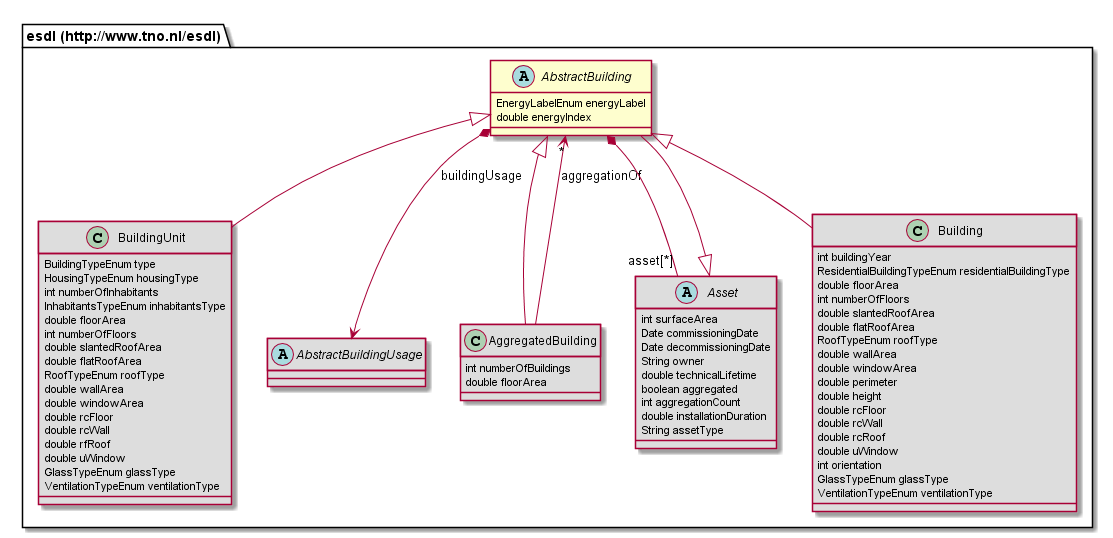 esdl (http://www.tno.nl/esdl)
A AbstractBuilding
EnergyLabelEnum energyLabel
double energyIndex
buildingUsage
*
aggregationOf
asset[*]
C BuildingUnit
BuildingTypeEnum type
HousingTypeEnum housingType
int numberOfInhabitants
InhabitantsTypeEnum inhabitantsType
double floorArea
int numberOfFloors
double slantedRoofArea
double flatRoofArea
RoofTypeEnum roofType
double wallArea
double windowArea
double rcFloor
double rcWall
double rfRoof
double uWindow
GlassTypeEnum glassType
VentilationTypeEnum ventilationType
A AbstractBuildingUsage
C AggregatedBuilding
int numberOfBuildings
double floorArea
A Asset
int surfaceArea
Date commissioningDate
Date decommissioningDate
String owner
double technicalLifetime
boolean aggregated
int aggregationCount
double installationDuration
String assetType
C Building
int buildingYear
ResidentialBuildingTypeEnum residentialBuildingType
double floorArea
int numberOfFloors
double slantedRoofArea
double flatRoofArea
RoofTypeEnum roofType
double wallArea
double windowArea
double perimeter
double height
double rcFloor
double rcWall
double rcRoof
double uWindow
int orientation
GlassTypeEnum glassType
VentilationTypeEnum ventilationType